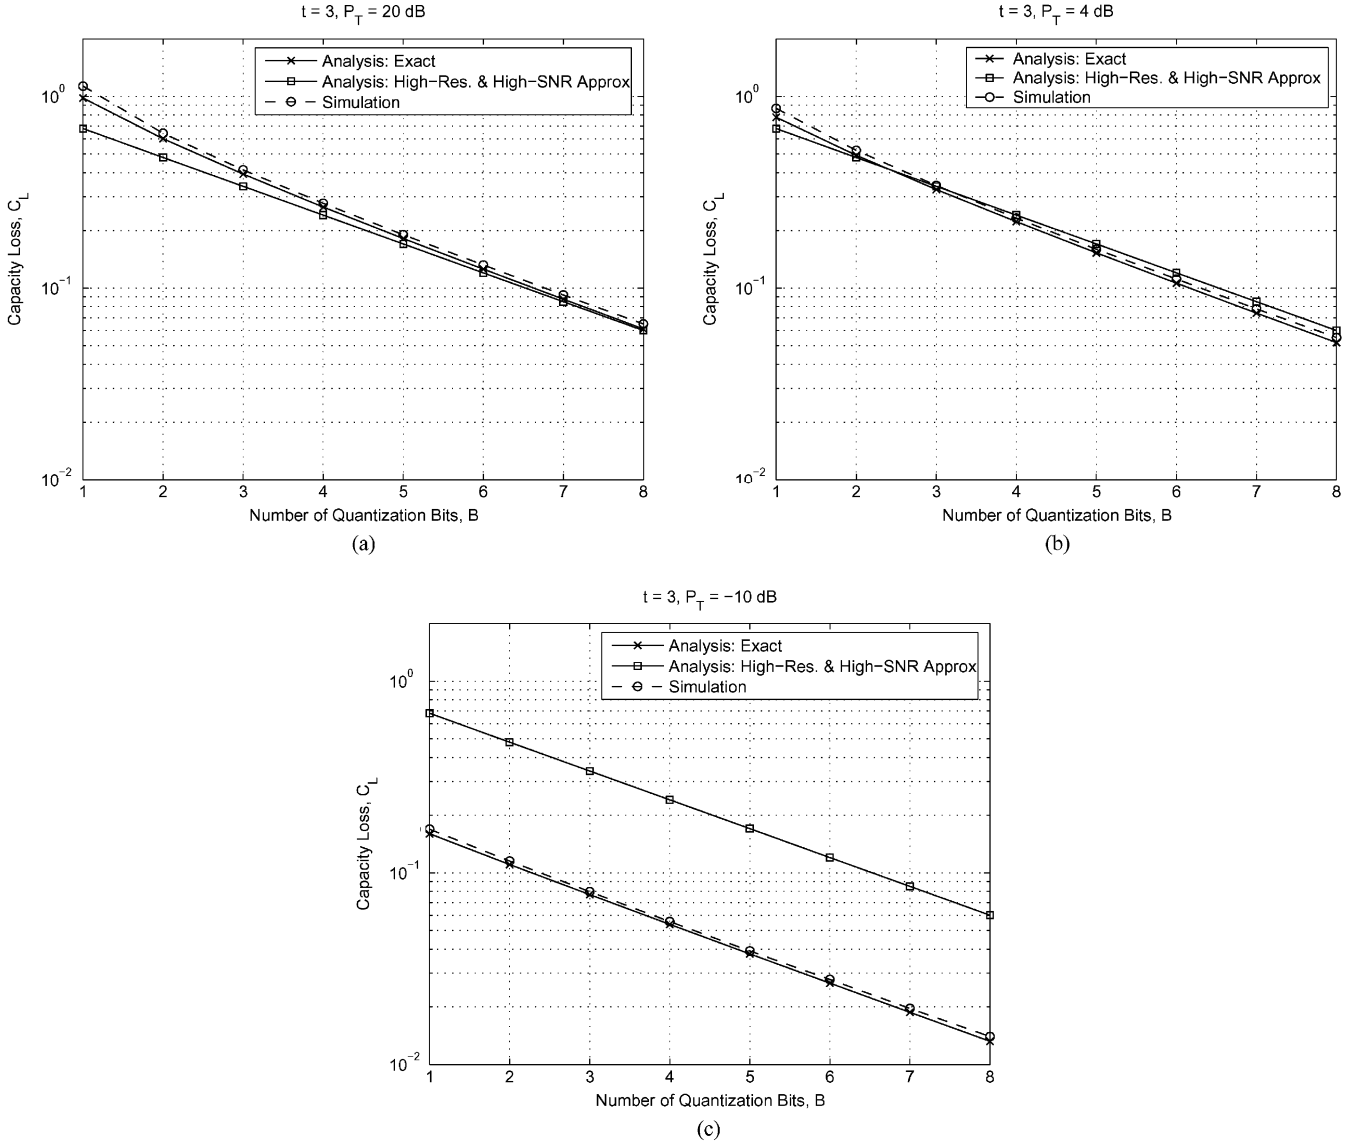 t = 3, P_T = 20 dB
Analysis: Exact
Analysis: High-Res. & High-SNR Approx
Simulation
Capacity Loss, C_L
10^0
10^-1
10^-2
1 2 3 4 5 6 7 8
Number of Quantization Bits, B
(a)
t = 3, P_T = 4 dB
Analysis: Exact
Analysis: High-Res. & High-SNR Approx
Simulation
Capacity Loss, C_L
10^0
10^-1
10^-2
1 2 3 4 5 6 7 8
Number of Quantization Bits, B
(b)
t = 3, P_T = −10 dB
Analysis: Exact
Analysis: High-Res. & High-SNR Approx
Simulation
Capacity Loss, C_L
10^0
10^-1
10^-2
1 2 3 4 5 6 7 8
Number of Quantization Bits, B
(c)